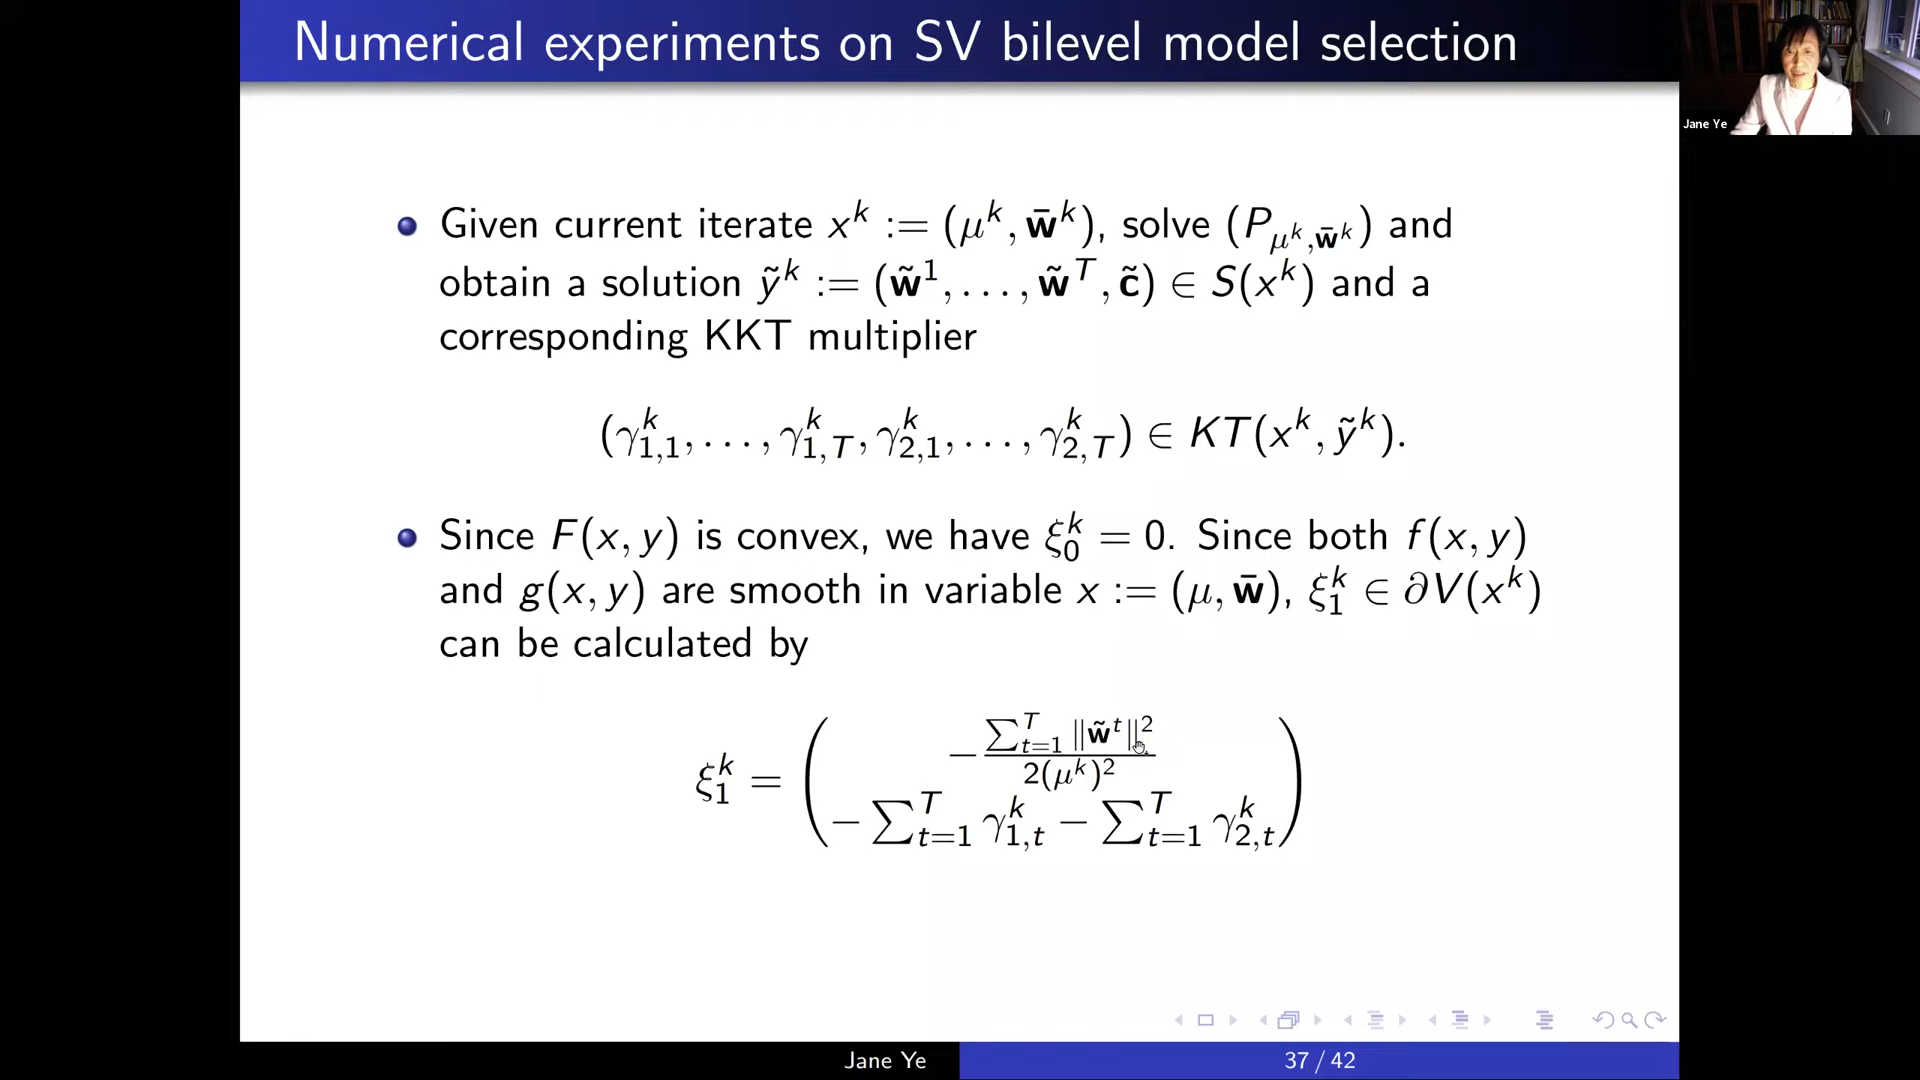 Numerical experiments on SV bilevel model selection
Jane Ye
Given current iterate x^k := (μ^k, w̄^k), solve (P_{μ^k,w̄^k}) and
obtain a solution ỹ^k := (w̃^1, . . . , w̃^T, c̃) ∈ S(x^k) and a
corresponding KKT multiplier
(γ^k_{1,1}, . . . , γ^k_{1,T}, γ^k_{2,1}, . . . , γ^k_{2,T}) ∈ KT(x^k, ỹ^k).
Since F(x, y) is convex, we have ξ^k_0 = 0. Since both f(x, y)
and g(x, y) are smooth in variable x := (μ, w̄), ξ^k_1 ∈ ∂V(x^k)
can be calculated by
ξ^k_1 = ( −\frac{∑^T_{t=1} ‖w̃^t‖^2}{2(μ^k)^2}
−∑^T_{t=1} γ^k_{1,t} − ∑^T_{t=1} γ^k_{2,t} )
Jane Ye
37 / 42